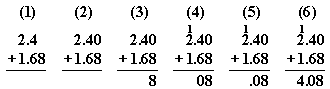 (1) (2) (3) (4) (5) (6)
1 1 1
2.4 2.40 2.40 2.40 2.40 2.40
+1.68 +1.68 +1.68 +1.68 +1.68 +1.68
8 08 .08 4.08